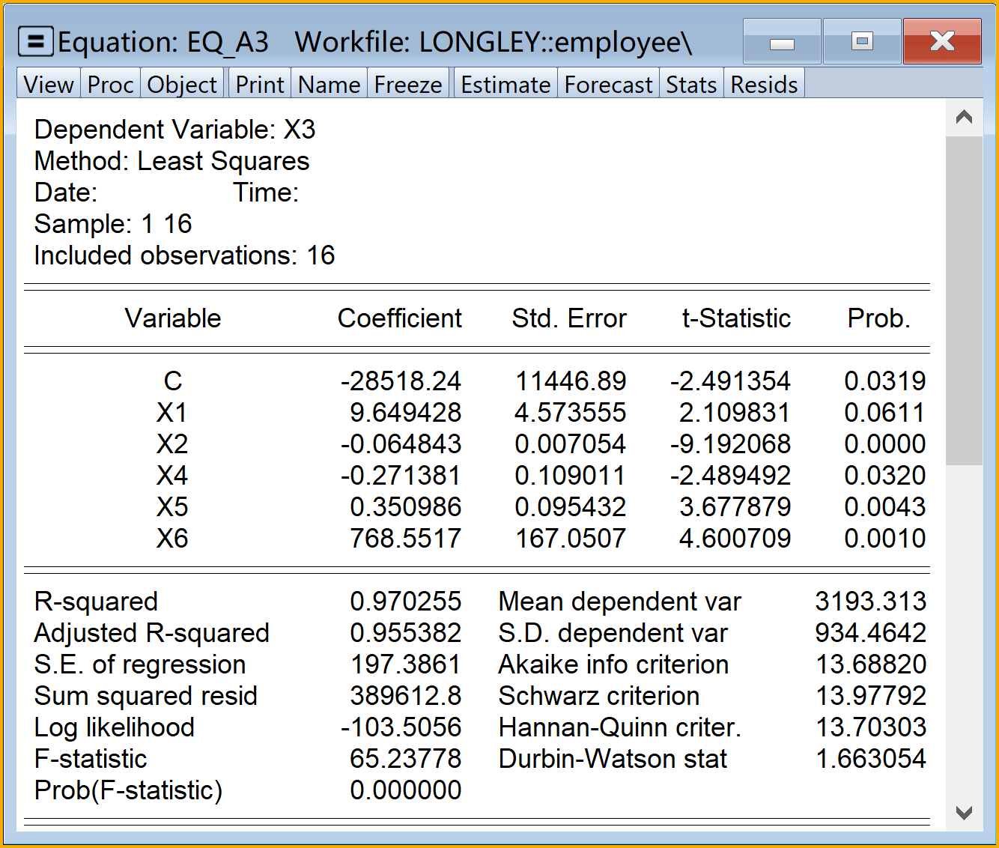 Equation: EQ_A3 Workfile: LONGLEY::employee\
View Proc Object Print Name Freeze Estimate Forecast Stats Resids
Dependent Variable: X3
Method: Least Squares
Date: Time:
Sample: 1 16
Included observations: 16
Variable Coefficient Std. Error t-Statistic Prob.
C -28518.24 11446.89 -2.491354 0.0319
X1 9.649428 4.573555 2.109831 0.0611
X2 -0.064843 0.007054 -9.192068 0.0000
X4 -0.271381 0.109011 -2.489492 0.0320
X5 0.350986 0.095432 3.677879 0.0043
X6 768.5517 167.0507 4.600709 0.0010
R-squared 0.970255 Mean dependent var 3193.313
Adjusted R-squared 0.955382 S.D. dependent var 934.4642
S.E. of regression 197.3861 Akaike info criterion 13.68820
Sum squared resid 389612.8 Schwarz criterion 13.97792
Log likelihood -103.5056 Hannan-Quinn criter. 13.70303
F-statistic 65.23778 Durbin-Watson stat 1.663054
Prob(F-statistic) 0.000000